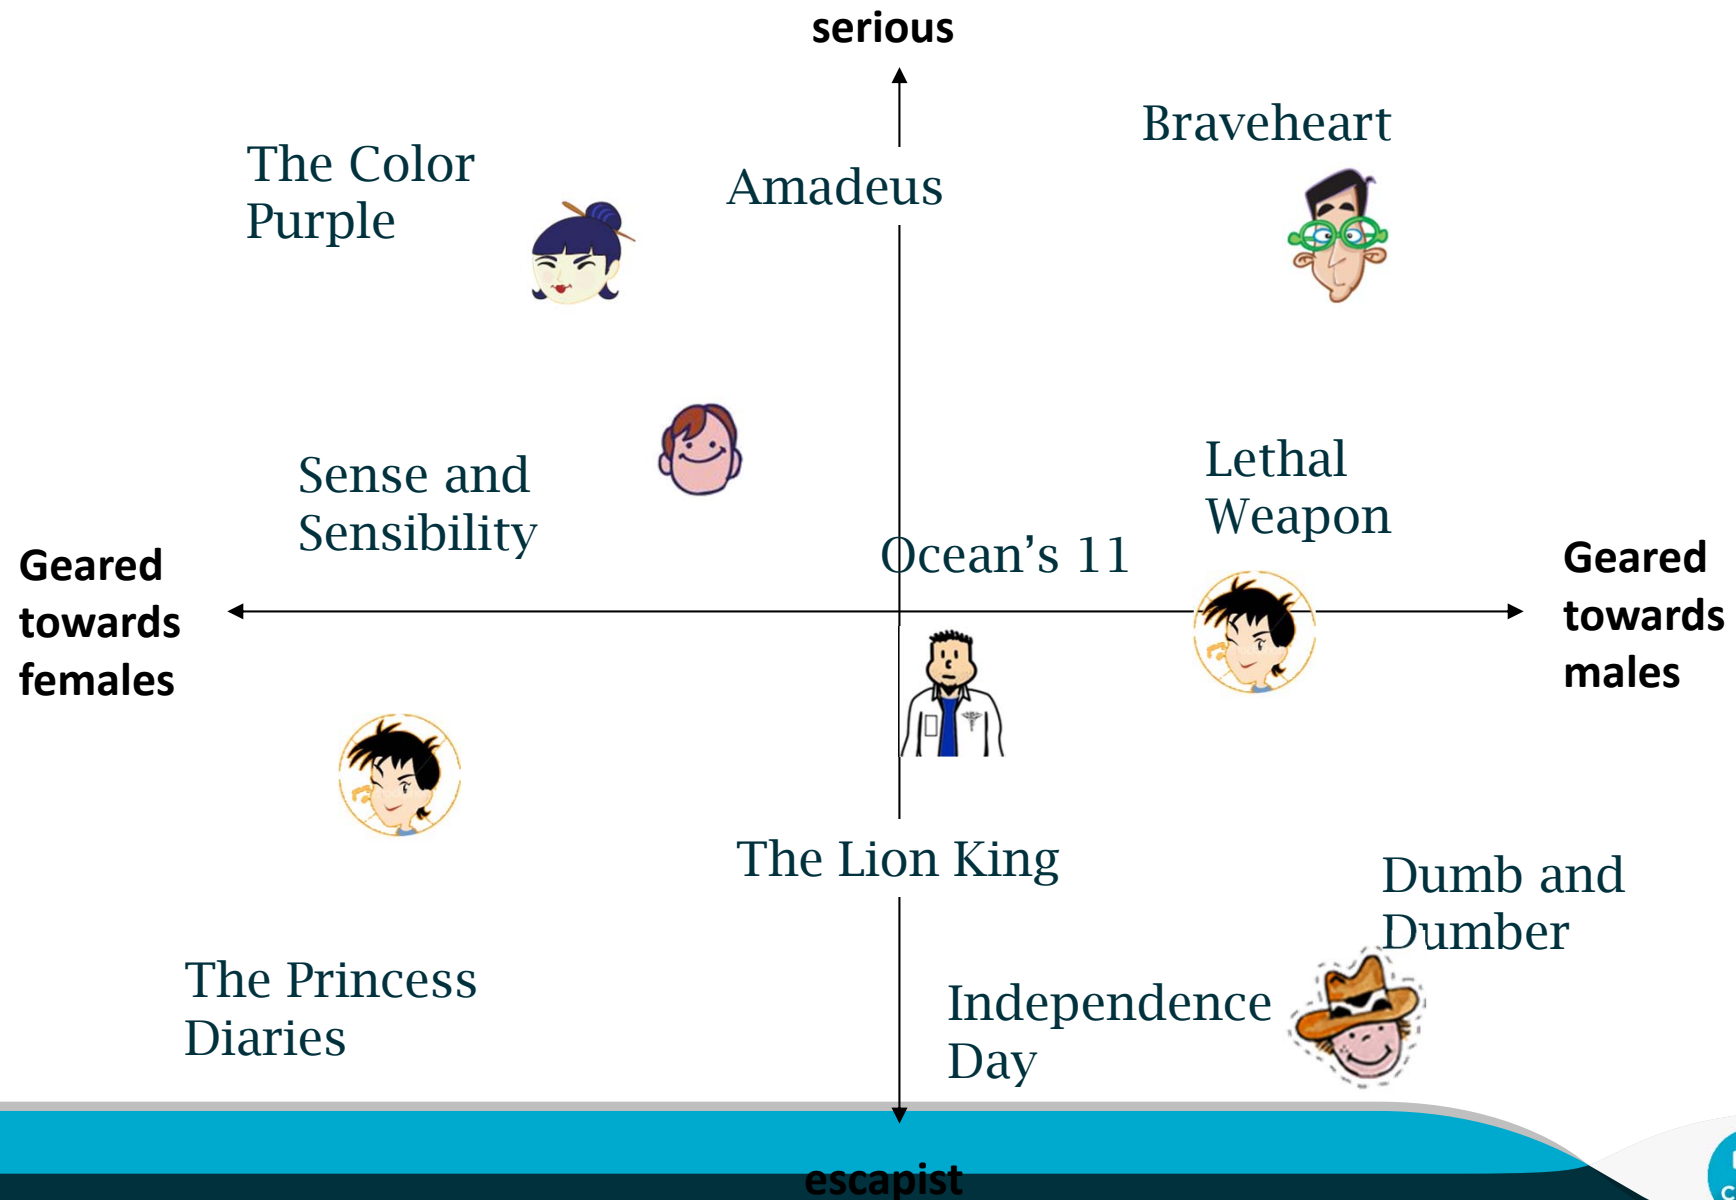 serious
Braveheart
The Color
Purple
Amadeus
Sense and
Sensibility
Lethal
Weapon
Ocean’s 11
Geared
towards
females
Geared
towards
males
The Lion King
Dumb and
Dumber
The Princess
Diaries
Independence
Day
escapist